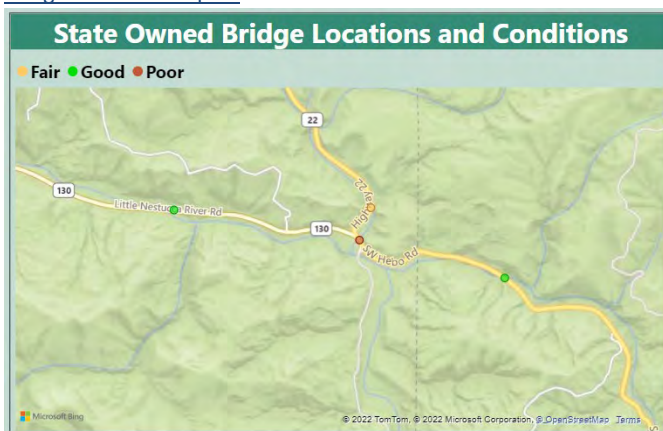 State Owned Bridge Locations and Conditions
Fair Good Poor
22
Highway 22
130
Little Nestucca River Rd
130
SW Hebo Rd
Microsoft Bing
© 2022 TomTom, © 2022 Microsoft Corporation, © OpenStreetMap Terms